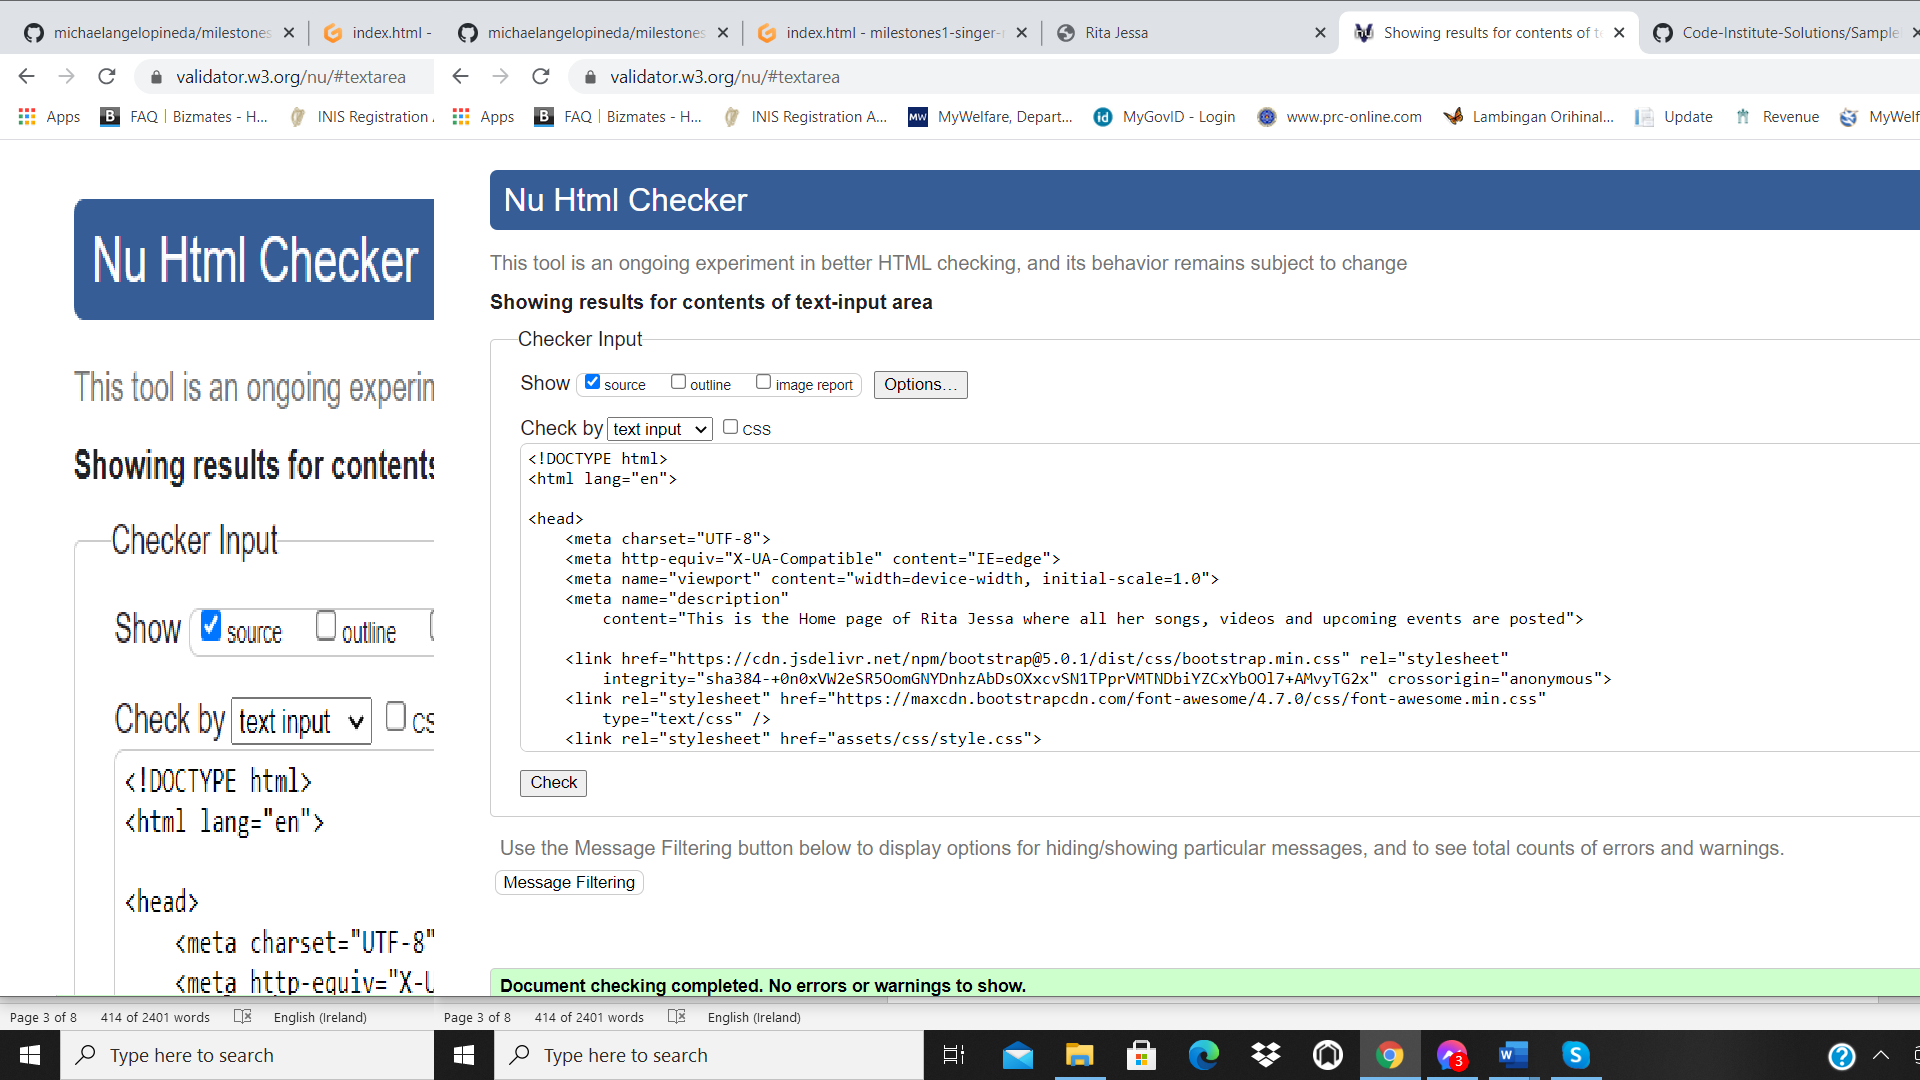 michaelangelopineda/milestones
index.html -
michaelangelopineda/milestones
index.html - milestones1-singer-
Rita Jessa
Showing results for contents of t
Code-Institute-Solutions/Sample
validator.w3.org/nu/#textarea
validator.w3.org/nu/#textarea
Apps
FAQ | Bizmates - H...
INIS Registration
Apps
FAQ | Bizmates - H...
INIS Registration A...
MyWelfare, Depart...
MyGovID - Login
www.prc-online.com
Lambingan Orihinal...
Update
Revenue
MyWelf
Nu Html Checker
This tool is an ongoing experim
Showing results for contents
Checker Input
Show source outline
Check by text input cs
<!DOCTYPE html>
<html lang="en">
<head>
<meta charset="UTF-8"
<meta http-equiv="X-U
Nu Html Checker
This tool is an ongoing experiment in better HTML checking, and its behavior remains subject to change
Showing results for contents of text-input area
Checker Input
Show source outline image report Options...
Check by text input css
<!DOCTYPE html>
<html lang="en">
<head>
<meta charset="UTF-8">
<meta http-equiv="X-UA-Compatible" content="IE=edge">
<meta name="viewport" content="width=device-width, initial-scale=1.0">
<meta name="description"
content="This is the Home page of Rita Jessa where all her songs, videos and upcoming events are posted">
<link href="https://cdn.jsdelivr.net/npm/bootstrap@5.0.1/dist/css/bootstrap.min.css" rel="stylesheet"
integrity="sha384-+0n0xVW2eSR5OomGNYDnhzAbDsOXxcvSN1TPprVMTNDbiYZCxYbOOl7+AMvyTG2x" crossorigin="anonymous">
<link rel="stylesheet" href="https://maxcdn.bootstrapcdn.com/font-awesome/4.7.0/css/font-awesome.min.css"
type="text/css" />
<link rel="stylesheet" href="assets/css/style.css">
Check
Use the Message Filtering button below to display options for hiding/showing particular messages, and to see total counts of errors and warnings.
Message Filtering
Document checking completed. No errors or warnings to show.
Page 3 of 8 414 of 2401 words English (Ireland)
Page 3 of 8 414 of 2401 words English (Ireland)
Type here to search
Type here to search
3